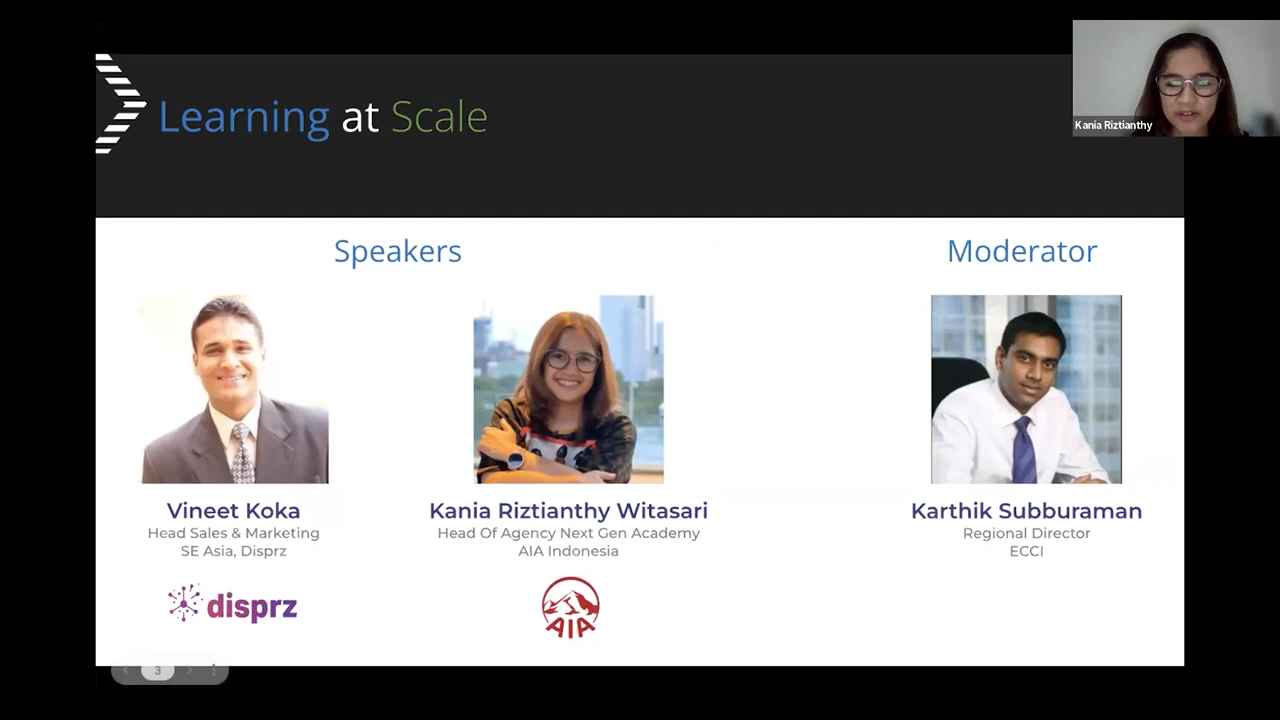 Learning at Scale
Kania Riztianthy
Speakers
Moderator
Vineet Koka
Head Sales & Marketing
SE Asia, Disprz
disprz
Kania Riztianthy Witasari
Head Of Agency Next Gen Academy
AIA Indonesia
AIA
Karthik Subburaman
Regional Director
ECCI
3